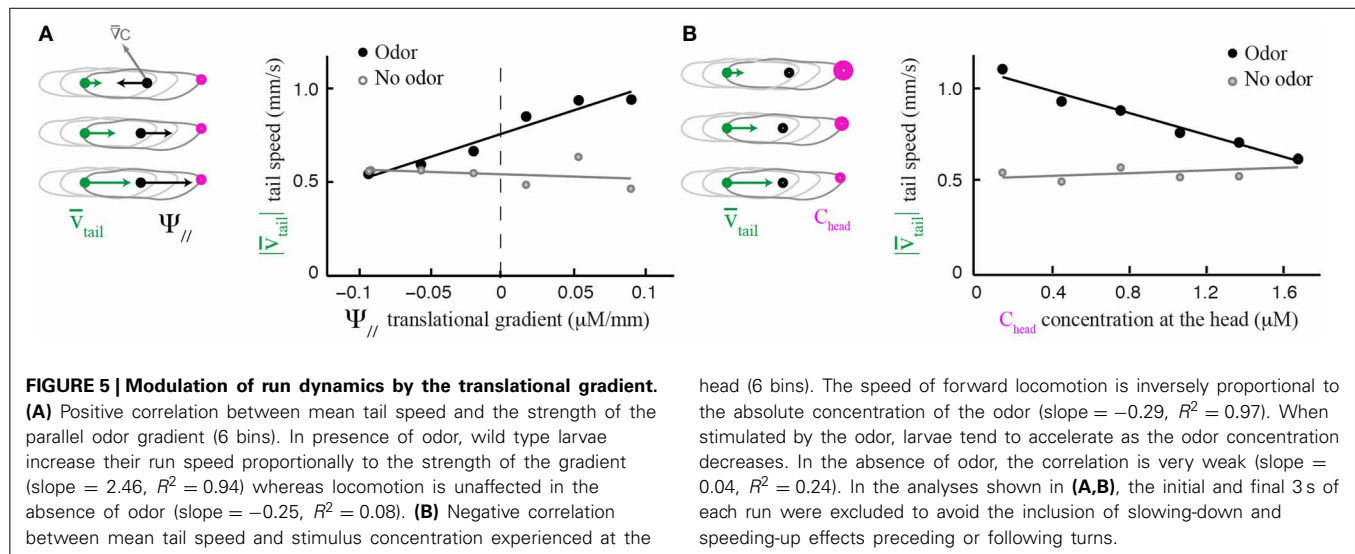 A
∇̄C
Odor
No odor
1.0
0.5
0
|V̄tail| tail speed (mm/s)
−0.1
−0.05
0
0.05
0.1
Ψ// translational gradient (µM/mm)
V̄tail
Ψ//
B
Odor
No odor
1.0
0.5
0
|V̄tail| tail speed (mm/s)
0
0.4
0.8
1.2
1.6
Chead concentration at the head (µM)
V̄tail
Chead
FIGURE 5 | Modulation of run dynamics by the translational gradient.
(A) Positive correlation between mean tail speed and the strength of the
parallel odor gradient (6 bins). In presence of odor, wild type larvae
increase their run speed proportionally to the strength of the gradient
(slope = 2.46, R² = 0.94) whereas locomotion is unaffected in the
absence of odor (slope = −0.25, R² = 0.08). (B) Negative correlation
between mean tail speed and stimulus concentration experienced at the
head (6 bins). The speed of forward locomotion is inversely proportional to
the absolute concentration of the odor (slope = −0.29, R² = 0.97). When
stimulated by the odor, larvae tend to accelerate as the odor concentration
decreases. In the absence of odor, the correlation is very weak (slope =
0.04, R² = 0.24). In the analyses shown in (A,B), the initial and final 3 s of
each run were excluded to avoid the inclusion of slowing-down and
speeding-up effects preceding or following turns.